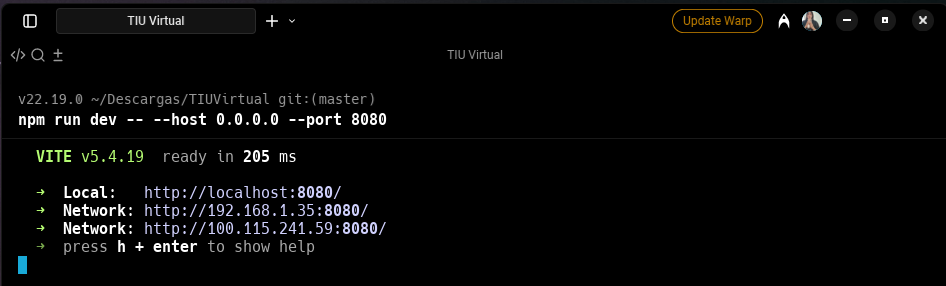 TIU Virtual
Update Warp
TIU Virtual
v22.19.0 ~/Descargas/TIUVirtual git:(master)
npm run dev -- --host 0.0.0.0 --port 8080
VITE v5.4.19 ready in 205 ms
➜ Local: http://localhost:8080/
➜ Network: http://192.168.1.35:8080/
➜ Network: http://100.115.241.59:8080/
➜ press h + enter to show help